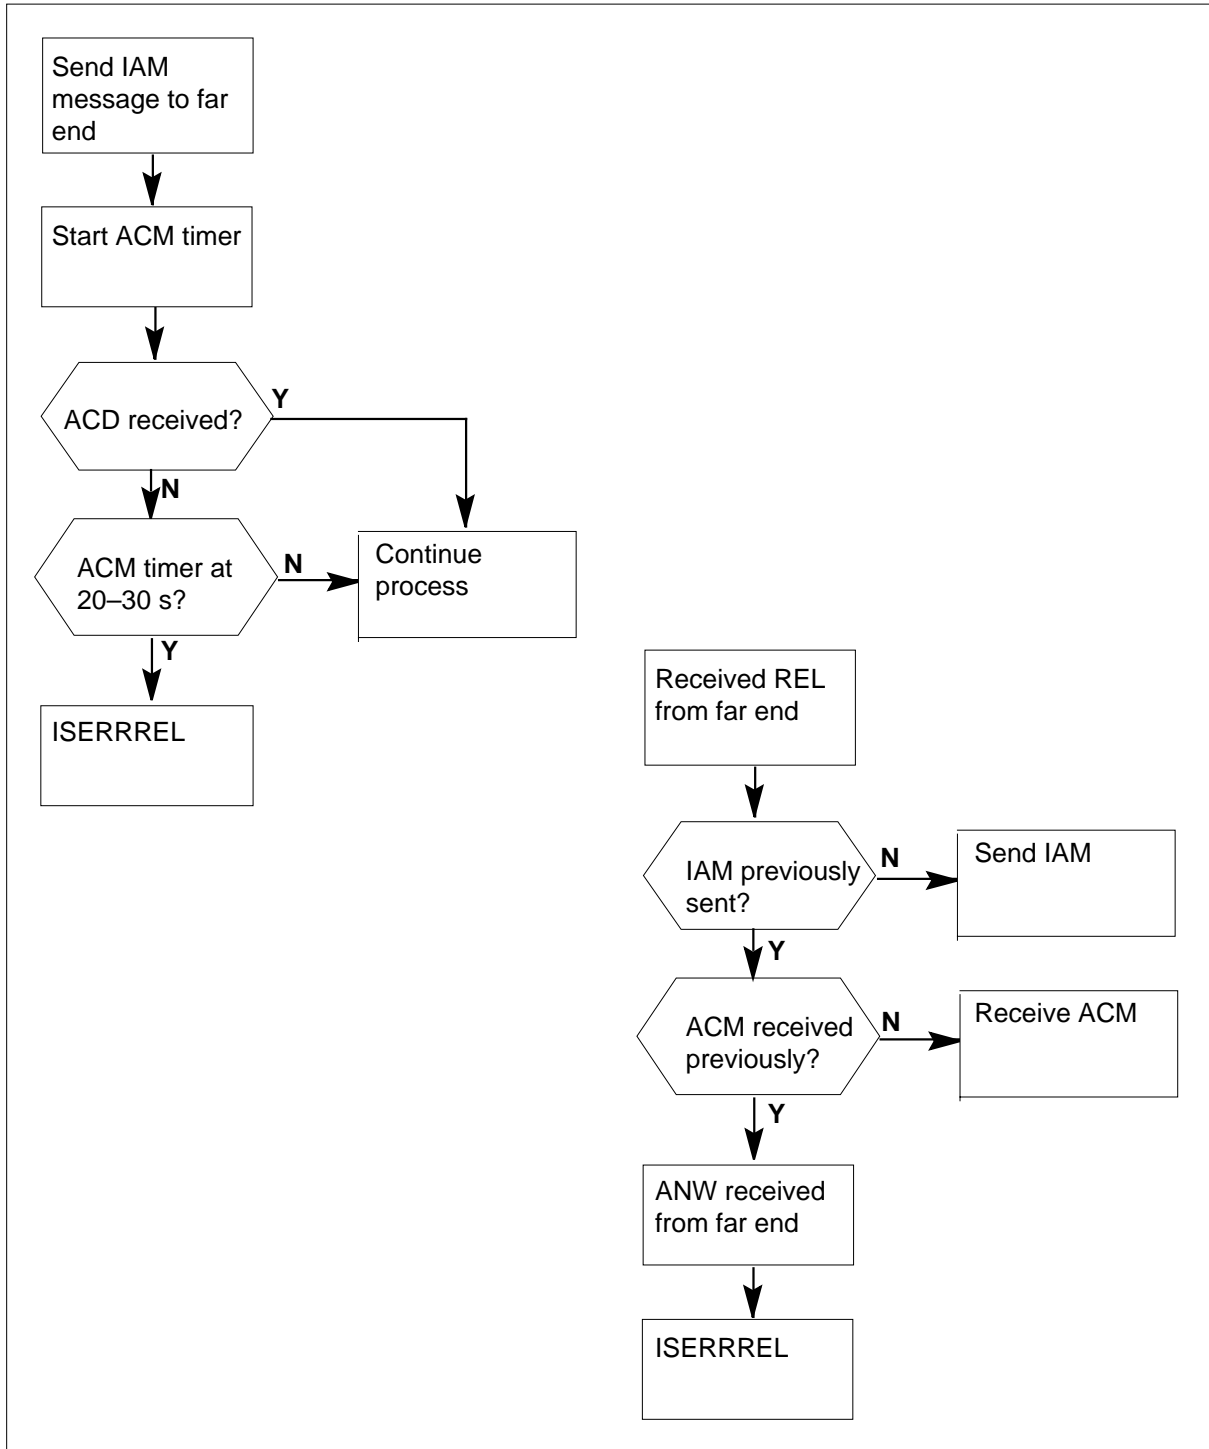 Send IAM
message to far
end
Start ACM timer
ACD received?
Y
N
ACM timer at
20–30 s?
N
Continue
process
Y
ISERRREL
Received REL
from far end
IAM previously
sent?
N
Send IAM
Y
ACM received
previously?
N
Receive ACM
Y
ANW received
from far end
ISERRREL